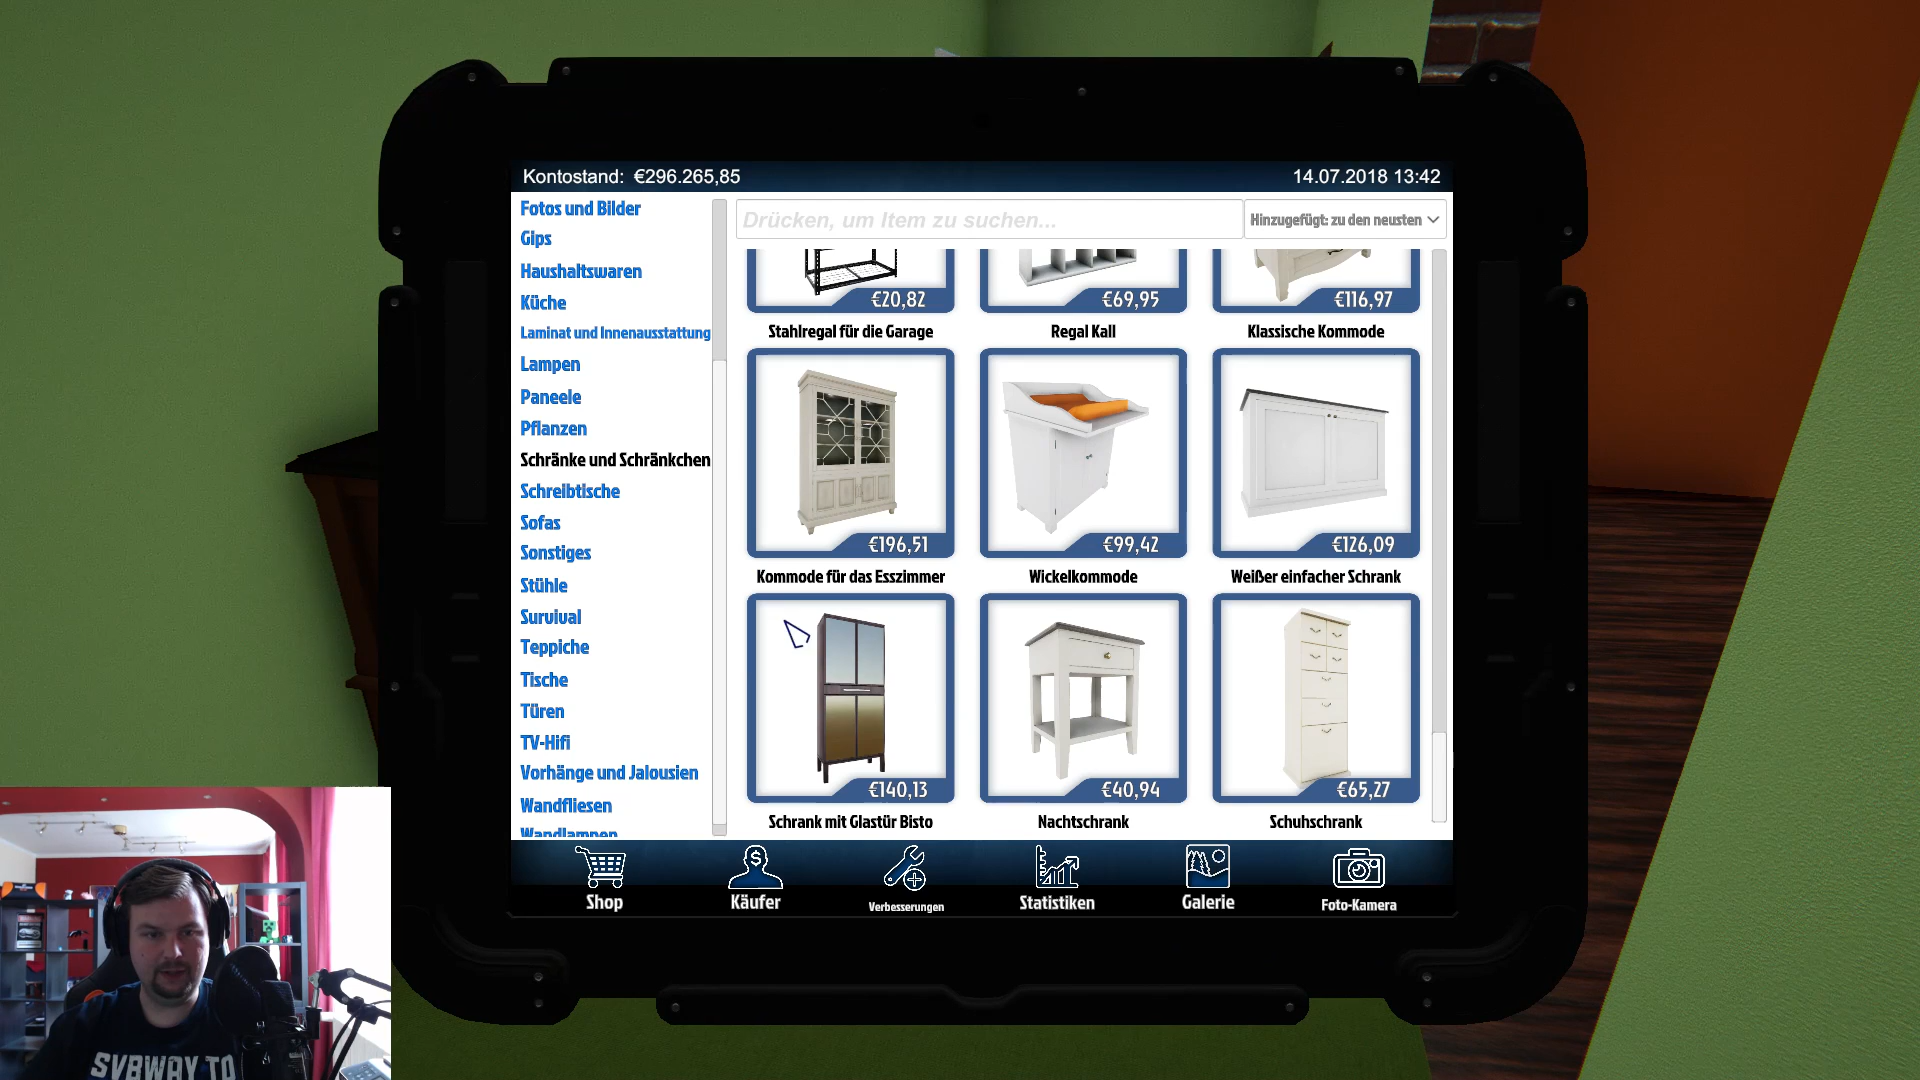 Kontostand: €296.265,85
14.07.2018 13:42
Fotos und Bilder
Gips
Haushaltswaren
Küche
Laminat und Innenausstattung
Lampen
Paneele
Pflanzen
Schränke und Schränkchen
Schreibtische
Sofas
Sonstiges
Stühle
Survival
Teppiche
Tische
Türen
TV-Hifi
Vorhänge und Jalousien
Wandfliesen
Wandlampen
Drücken, um Item zu suchen...
Hinzugefügt: zu den neusten
€20,82
€69,95
€116,97
Stahlregal für die Garage
Regal Kall
Klassische Kommode
€196,51
€99,42
€126,09
Kommode für das Esszimmer
Wickelkommode
Weißer einfacher Schrank
€140,13
€40,94
€65,27
Schrank mit Glastür Bisto
Nachtschrank
Schuhschrank
Shop
Käufer
Verbesserungen
Statistiken
Galerie
Foto-Kamera
SVBWAY TO